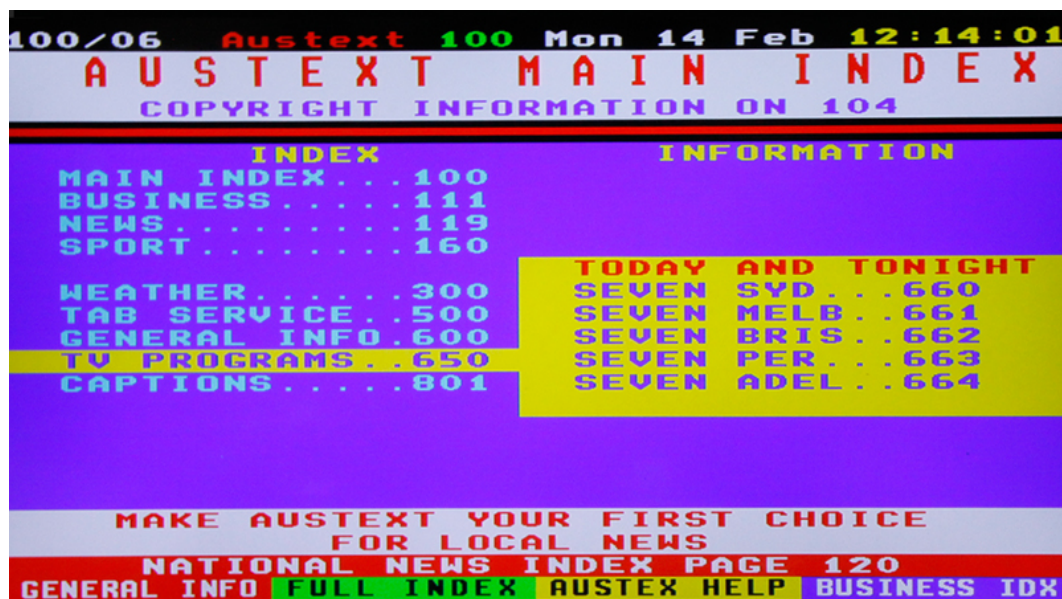 100/06 Austext 100 Mon 14 Feb 12:14:01
AUSTEXT MAIN INDEX
COPYRIGHT INFORMATION ON 104
INDEX
MAIN INDEX...100
BUSINESS.....111
NEWS.........119
SPORT........160
WEATHER......300
TAB SERVICE..500
GENERAL INFO.600
TV PROGRAMS..650
CAPTIONS.....801
INFORMATION
TODAY AND TONIGHT
SEVEN SYD...660
SEVEN MELB..661
SEVEN BRIS..662
SEVEN PER...663
SEVEN ADEL..664
MAKE AUSTEXT YOUR FIRST CHOICE
FOR LOCAL NEWS
NATIONAL NEWS INDEX PAGE 120
GENERAL INFO FULL INDEX AUSTEX HELP BUSINESS IDX